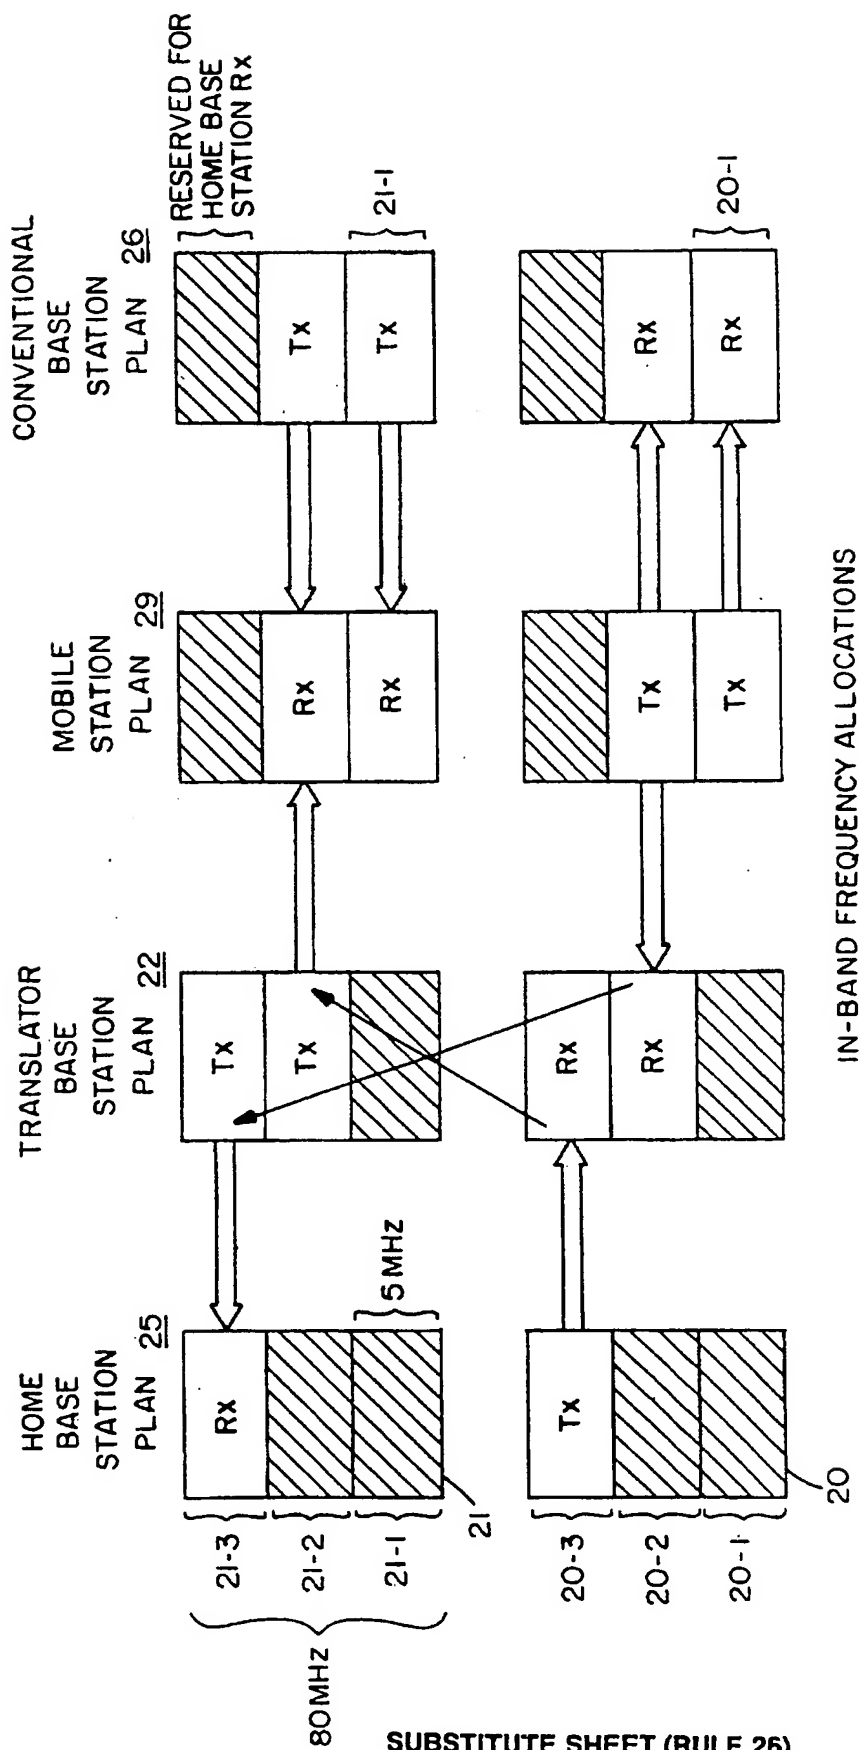 HOME
BASE
STATION
PLAN 25
TRANSLATOR
BASE
STATION
PLAN 22
MOBILE
STATION
PLAN 29
CONVENTIONAL
BASE
STATION
PLAN 26
RESERVED FOR
HOME BASE
STATION Rx
80MHz
21-3
21-2
21-1
Rx
5MHz
21
Tx
Tx
Rx
Rx
Tx
Tx
21-1
20-3
20-2
20-1
Tx
20
Rx
Rx
Tx
Tx
Rx
Rx
20-1
IN-BAND FREQUENCY ALLOCATIONS
SUBSTITUTE SHEET (RULE 26)